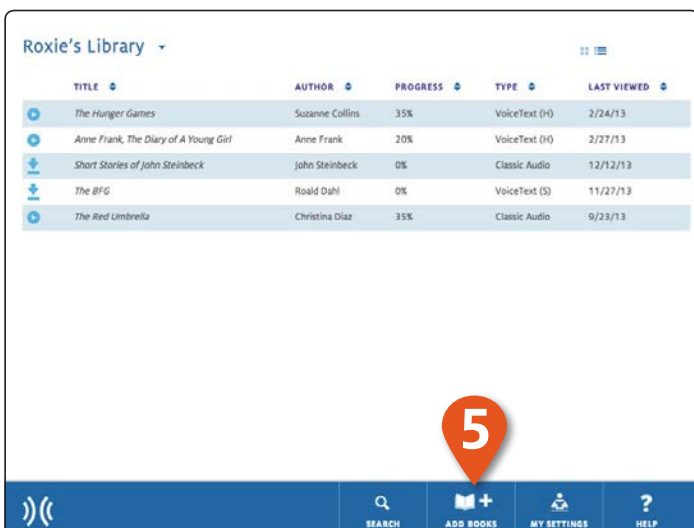 Roxie's Library
TITLE AUTHOR PROGRESS TYPE LAST VIEWED
The Hunger Games Suzanne Collins 35% VoiceText (H) 2/24/13
Anne Frank, The Diary of A Young Girl Anne Frank 20% VoiceText (H) 2/27/13
Short Stories of John Steinbeck John Steinbeck 0% Classic Audio 12/12/13
The BFG Roald Dahl 0% VoiceText (S) 11/27/13
The Red Umbrella Christina Diaz 35% Classic Audio 9/23/13
5
SEARCH ADD BOOKS MY SETTINGS HELP